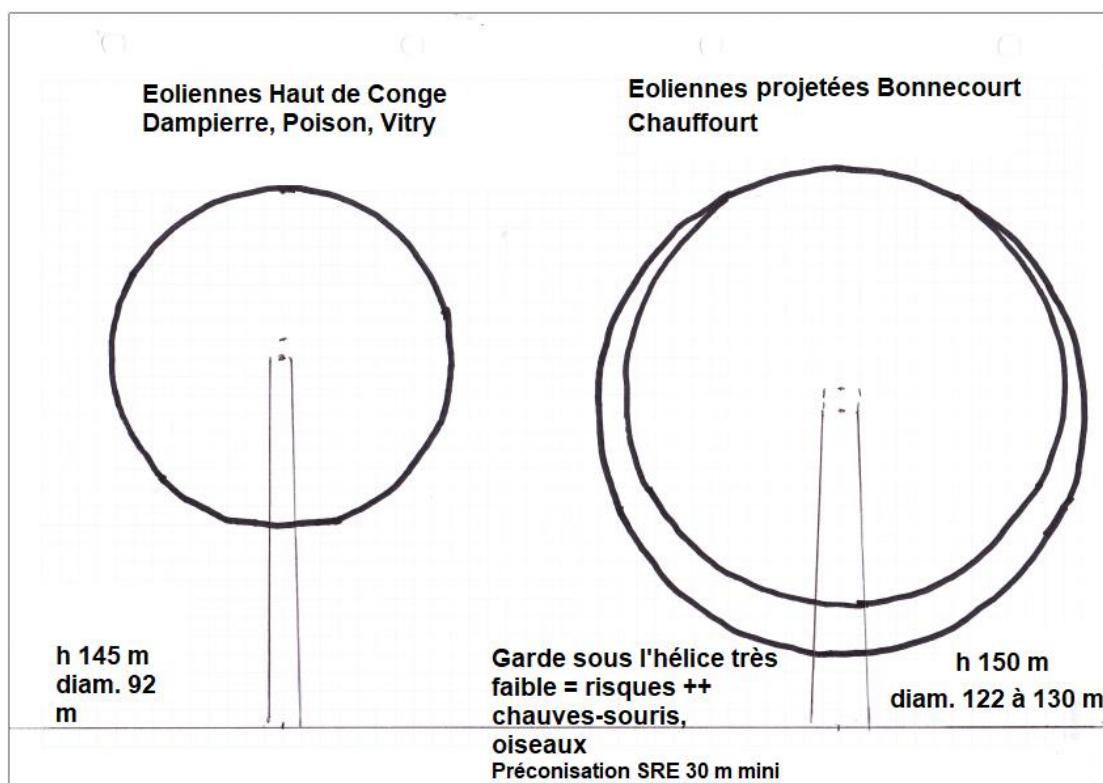 Eoliennes Haut de Conge
Dampierre, Poison, Vitry
Eoliennes projetées Bonnecourt
Chauffourt
h 145 m
diam. 92
m
Garde sous l'hélice très
faible = risques ++
chauves-souris,
oiseaux
Préconisation SRE 30 m mini
h 150 m
diam. 122 à 130 m